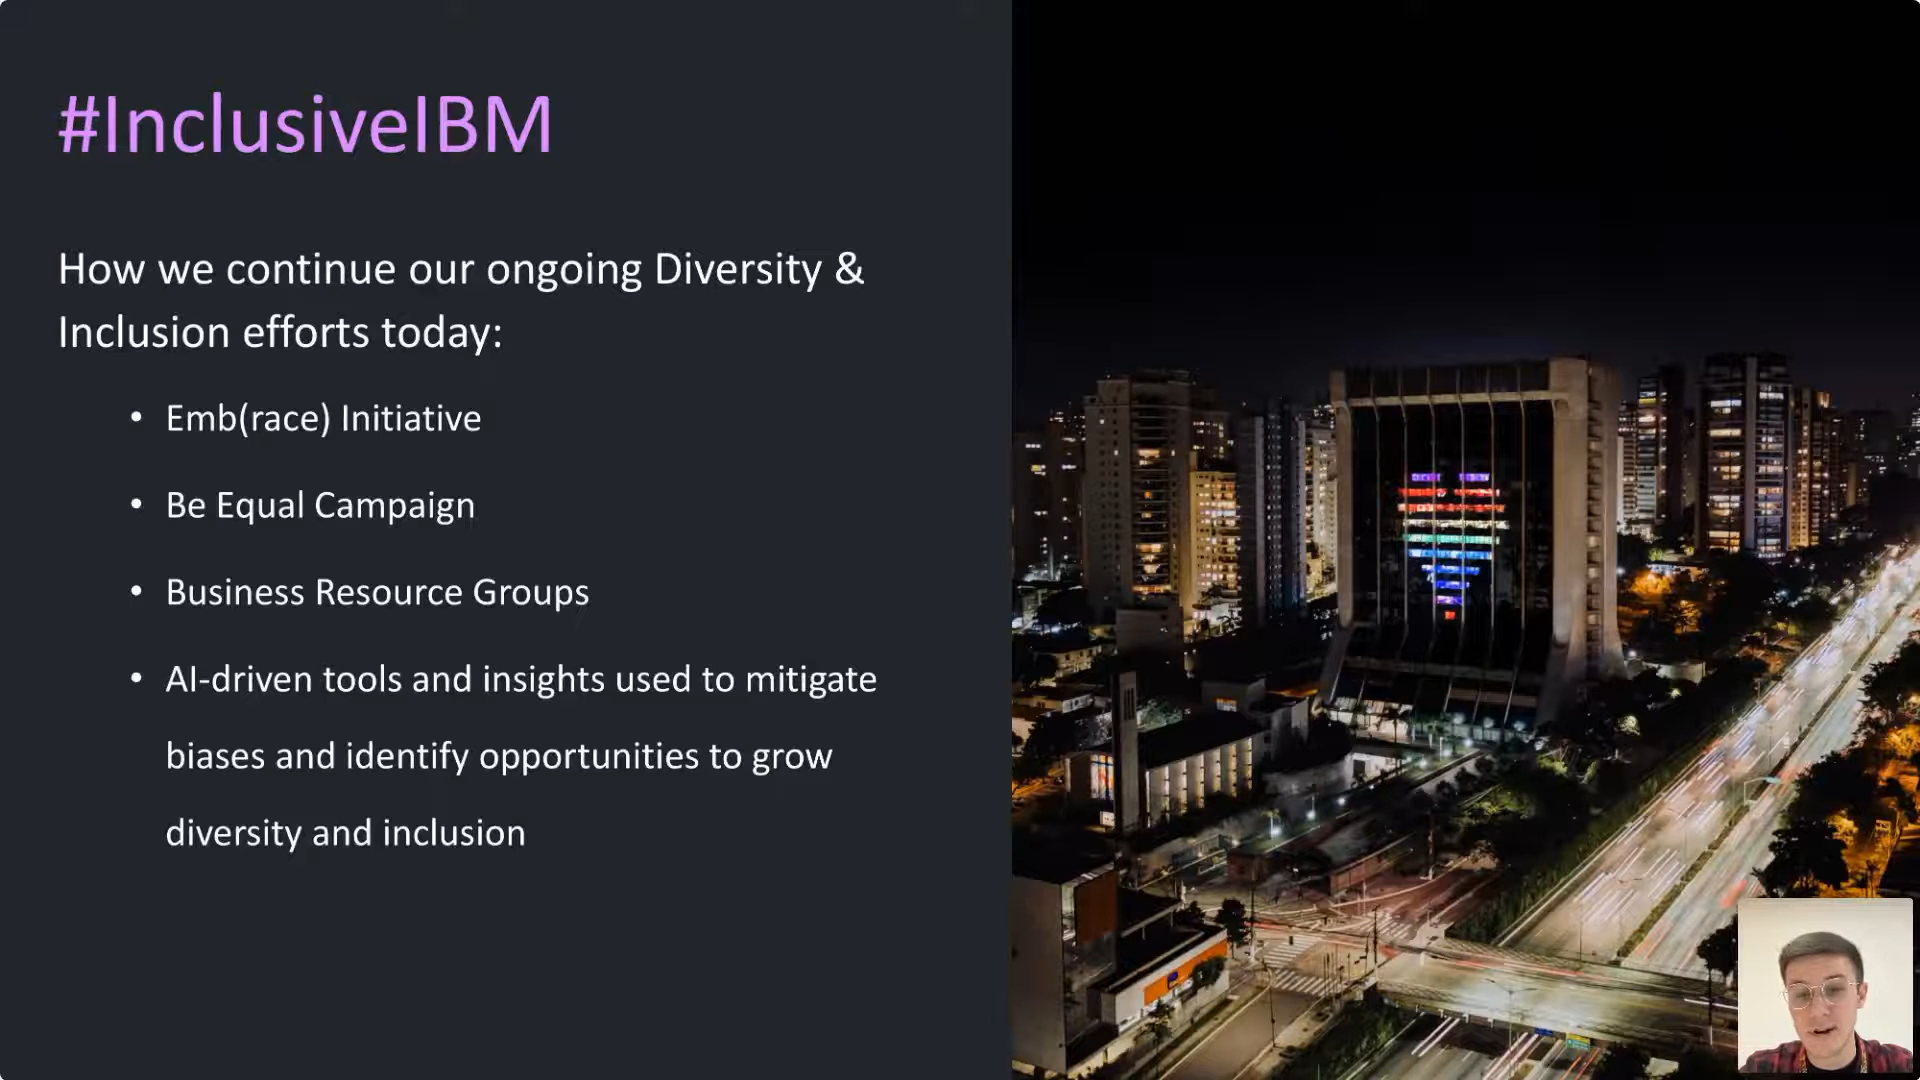 #InclusiveIBM
How we continue our ongoing Diversity &
Inclusion efforts today:
• Emb(race) Initiative
• Be Equal Campaign
• Business Resource Groups
• AI-driven tools and insights used to mitigate
biases and identify opportunities to grow
diversity and inclusion